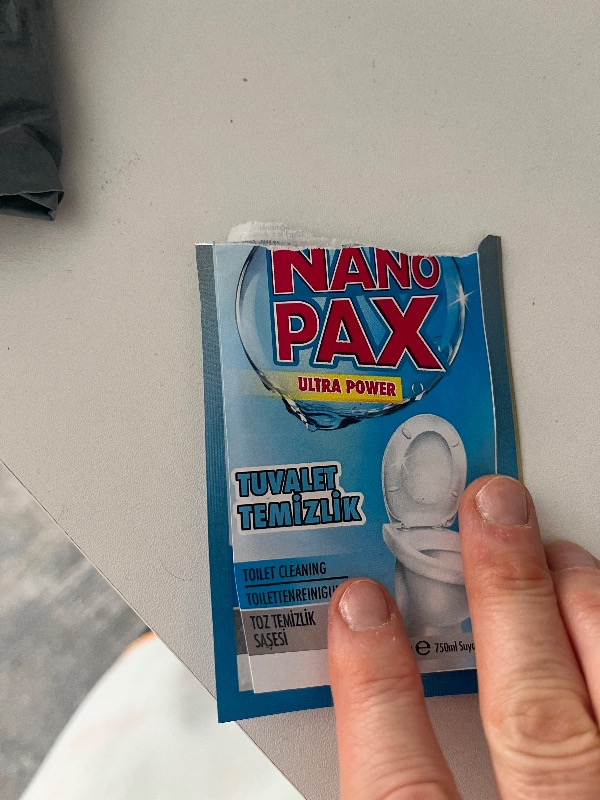 NANO
PAX
ULTRA POWER
TUVALET
TEMİZLİK
TOILET CLEANING
TOZ TEMİZLİK
SAŞESİ
e 750ml